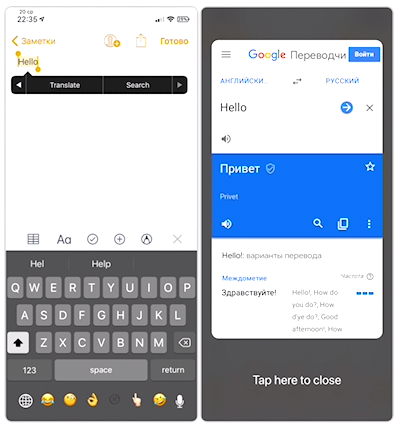 20 ср
22:35
Заметки
Готово
Hello
Translate
Search
Aa
Hel
Help
Q W E R T Y U I O P
A S D F G H J K L
Z X C V B N M
123
space
return
Google Переводчи
Войти
АНГЛИЙСКИ...
РУССКИЙ
Hello
Привет
Privet
Hello!: варианты перевода
Междометие
Частота
Здравствуйте!
Hello!, How do
you do?, How
d'ye do?, Good
afternoon!, How
Tap here to close